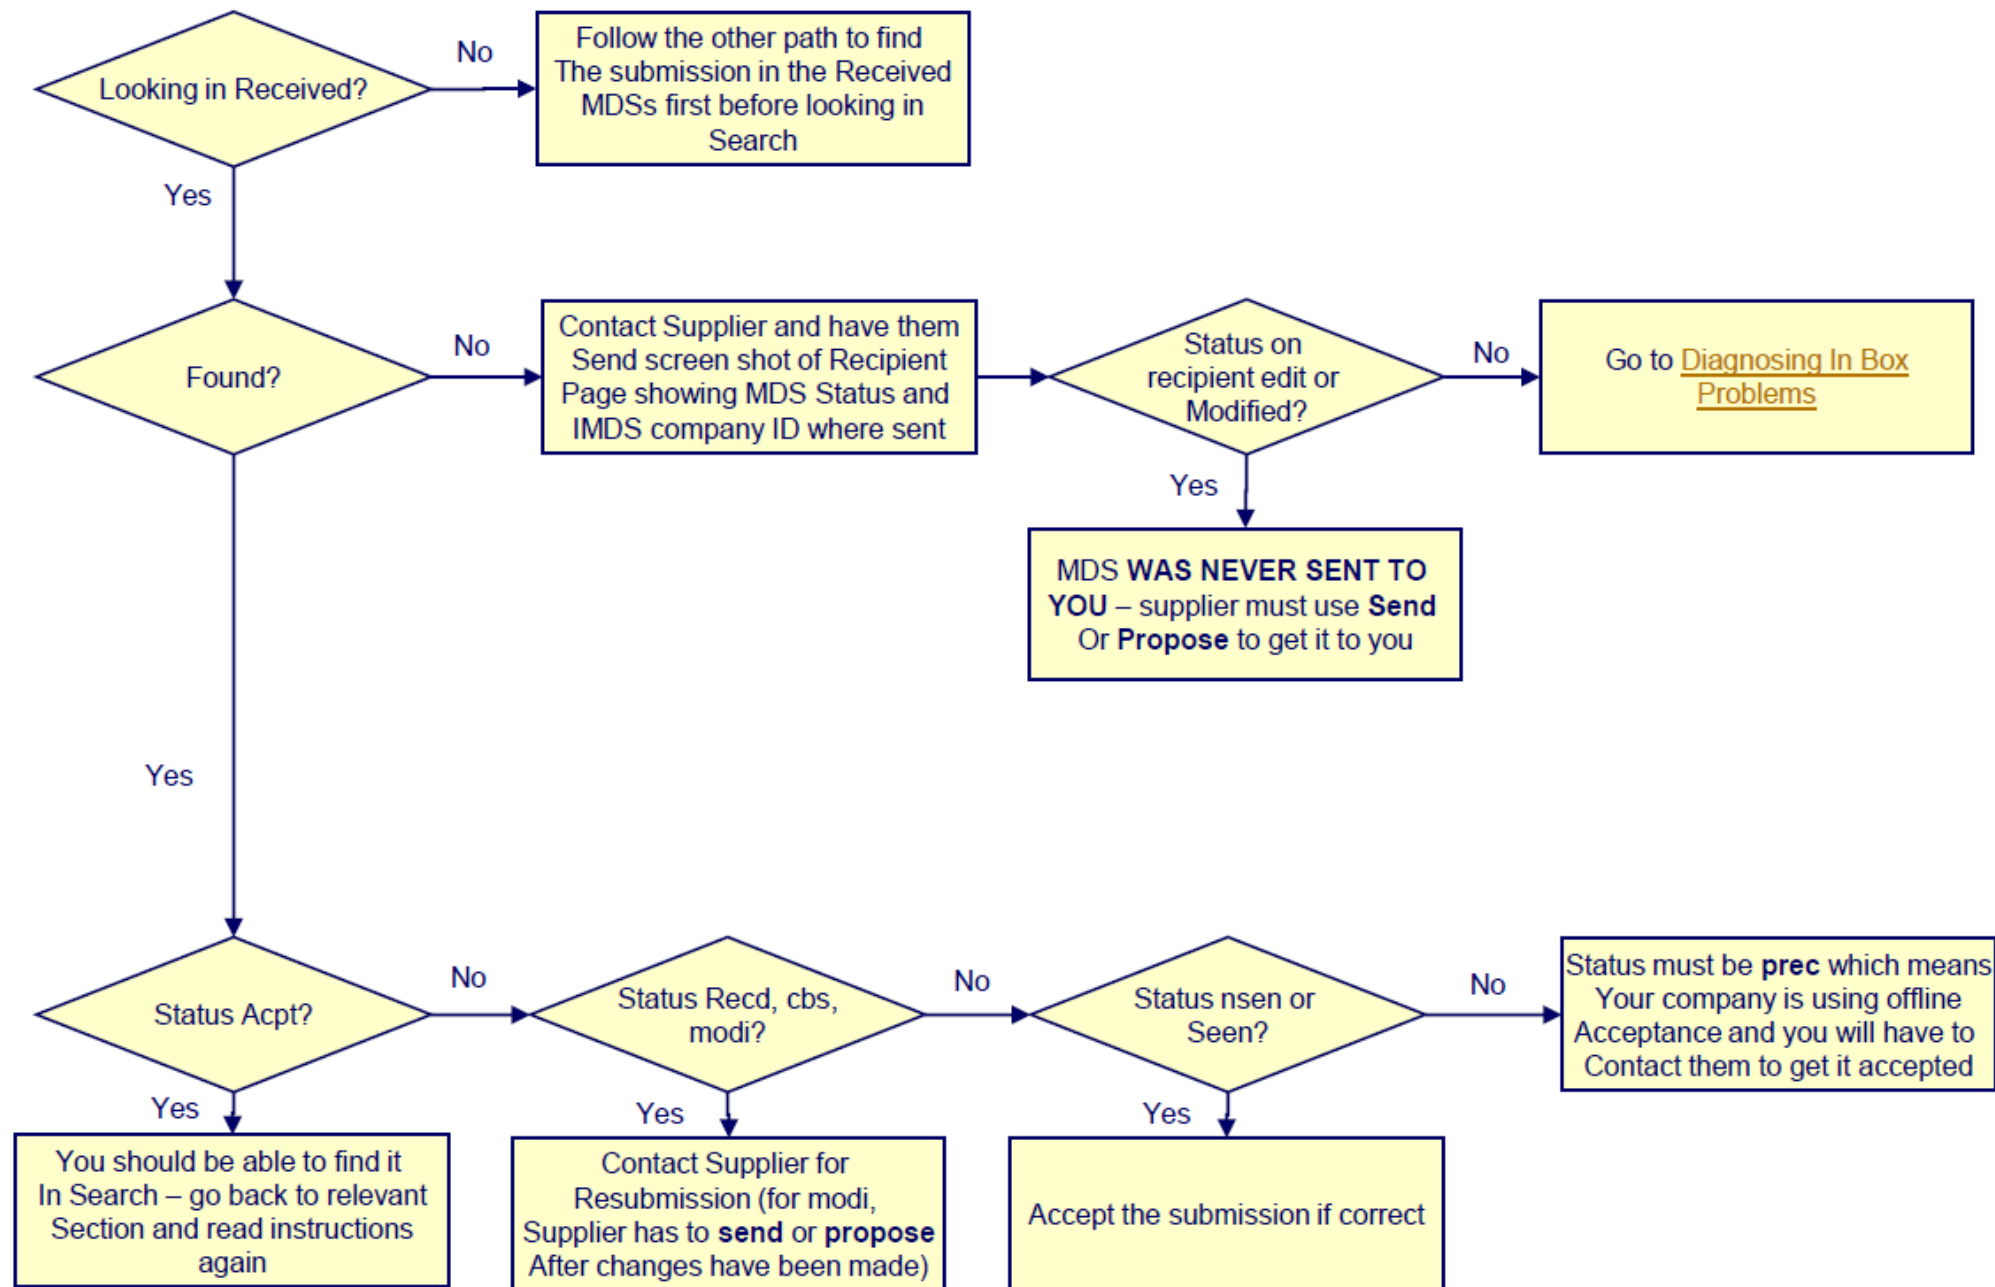 Looking in Received?
No
Follow the other path to find
The submission in the Received
MDSs first before looking in
Search
Yes
Found?
No
Contact Supplier and have them
Send screen shot of Recipient
Page showing MDS Status and
IMDS company ID where sent
Status on
recipient edit or
Modified?
No
Go to Diagnosing In Box
Problems
Yes
MDS WAS NEVER SENT TO
YOU – supplier must use Send
Or Propose to get it to you
Yes
Status Acpt?
No
Status Recd, cbs,
modi?
No
Status nsen or
Seen?
No
Status must be prec which means
Your company is using offline
Acceptance and you will have to
Contact them to get it accepted
Yes
You should be able to find it
In Search – go back to relevant
Section and read instructions
again
Yes
Contact Supplier for
Resubmission (for modi,
Supplier has to send or propose
After changes have been made)
Yes
Accept the submission if correct